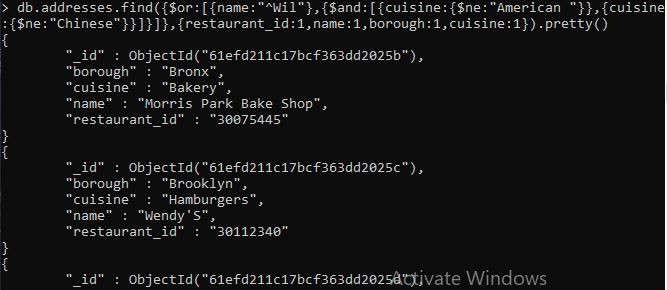 > db.addresses.find({$or:[{name:"^Wil"},{$and:[{cuisine:{$ne:"American "}},{cuisine
:{$ne:"Chinese"}}]}]},{restaurant_id:1,name:1,borough:1,cuisine:1}).pretty()
{
"_id" : ObjectId("61efd211c17bcf363dd2025b"),
"borough" : "Bronx",
"cuisine" : "Bakery",
"name" : "Morris Park Bake Shop",
"restaurant_id" : "30075445"
}
{
"_id" : ObjectId("61efd211c17bcf363dd2025c"),
"borough" : "Brooklyn",
"cuisine" : "Hamburgers",
"name" : "Wendy'S",
"restaurant_id" : "30112340"
}
{
"_id" : ObjectId("61efd211c17bcf363dd2025d"),
Activate Windows